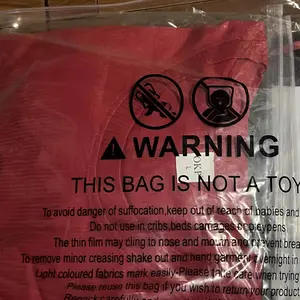 ⚠ WARNING
THIS BAG IS NOT A TOY
To avoid danger of suffocation,keep out of reach of babies and
Do not use in cribs,beds carriages or playpens
The thin film may cling to nose and mouth and prevent brea
To remove minor creasing shake out and hang garment overnight in
Light coloured fabrics mark easily-Please take care when trying
Please reuse this bag if you wish to return your product
Repack carefully and